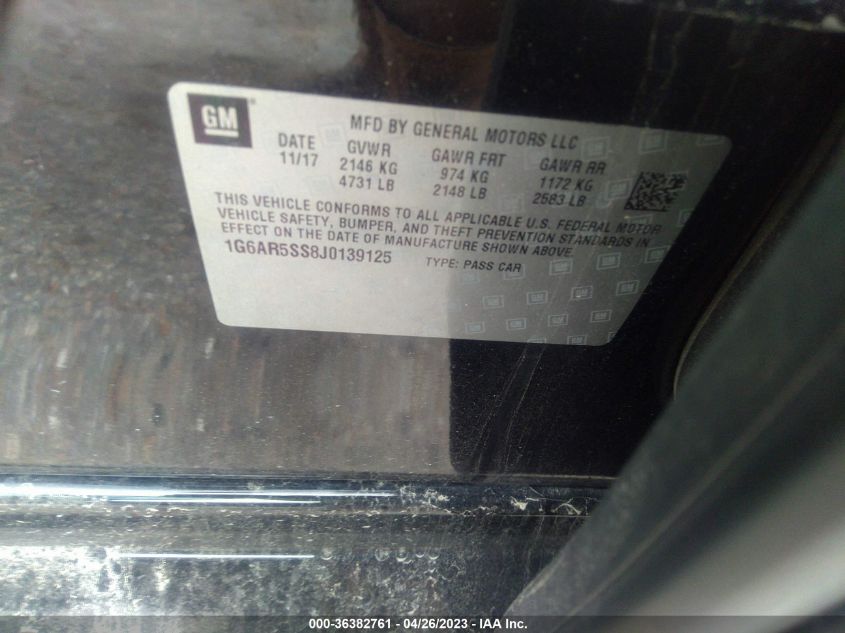 GM
MFD BY GENERAL MOTORS LLC
DATE GVWR GAWR FRT GAWR RR
11/17 2146 KG 974 KG 1172 KG
4731 LB 2148 LB 2583 LB
THIS VEHICLE CONFORMS TO ALL APPLICABLE U.S. FEDERAL MOTOR
VEHICLE SAFETY, BUMPER, AND THEFT PREVENTION STANDARDS IN
EFFECT ON THE DATE OF MANUFACTURE SHOWN ABOVE.
1G6AR5SS8J0139125 TYPE: PASS CAR
000-36382761 - 04/26/2023 - IAA Inc.